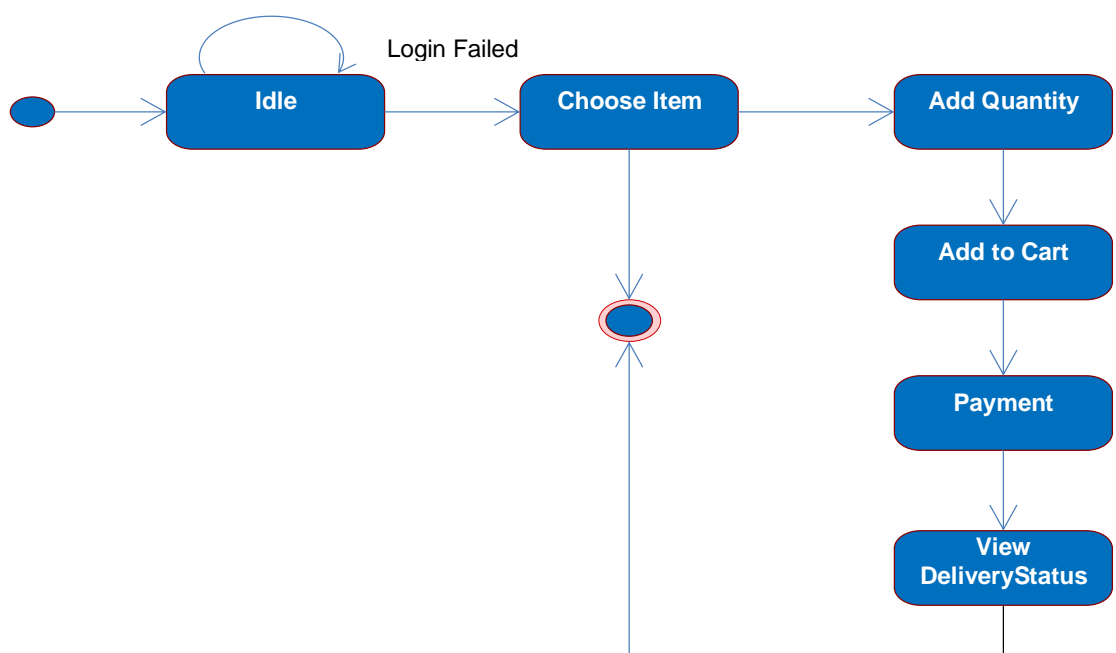 Login Failed
Idle
Choose Item
Add Quantity
Add to Cart
Payment
View
DeliveryStatus